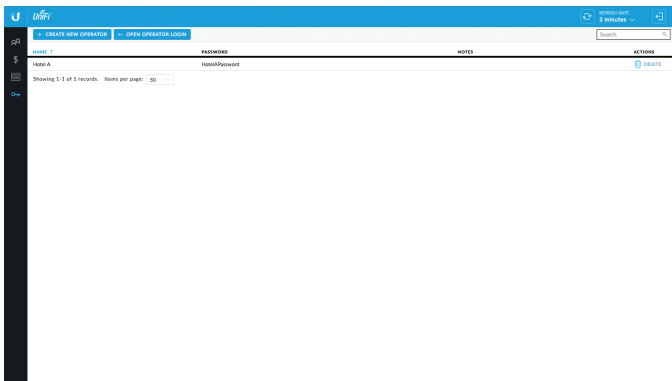 U UniFi REFRESH RATE
2 minutes
+ CREATE NEW OPERATOR OPEN OPERATOR LOGIN Search
NAME ↑ PASSWORD NOTES ACTIONS
Hotel A HotelAPassword DELETE
Showing 1-1 of 1 records. Items per page: 50
$